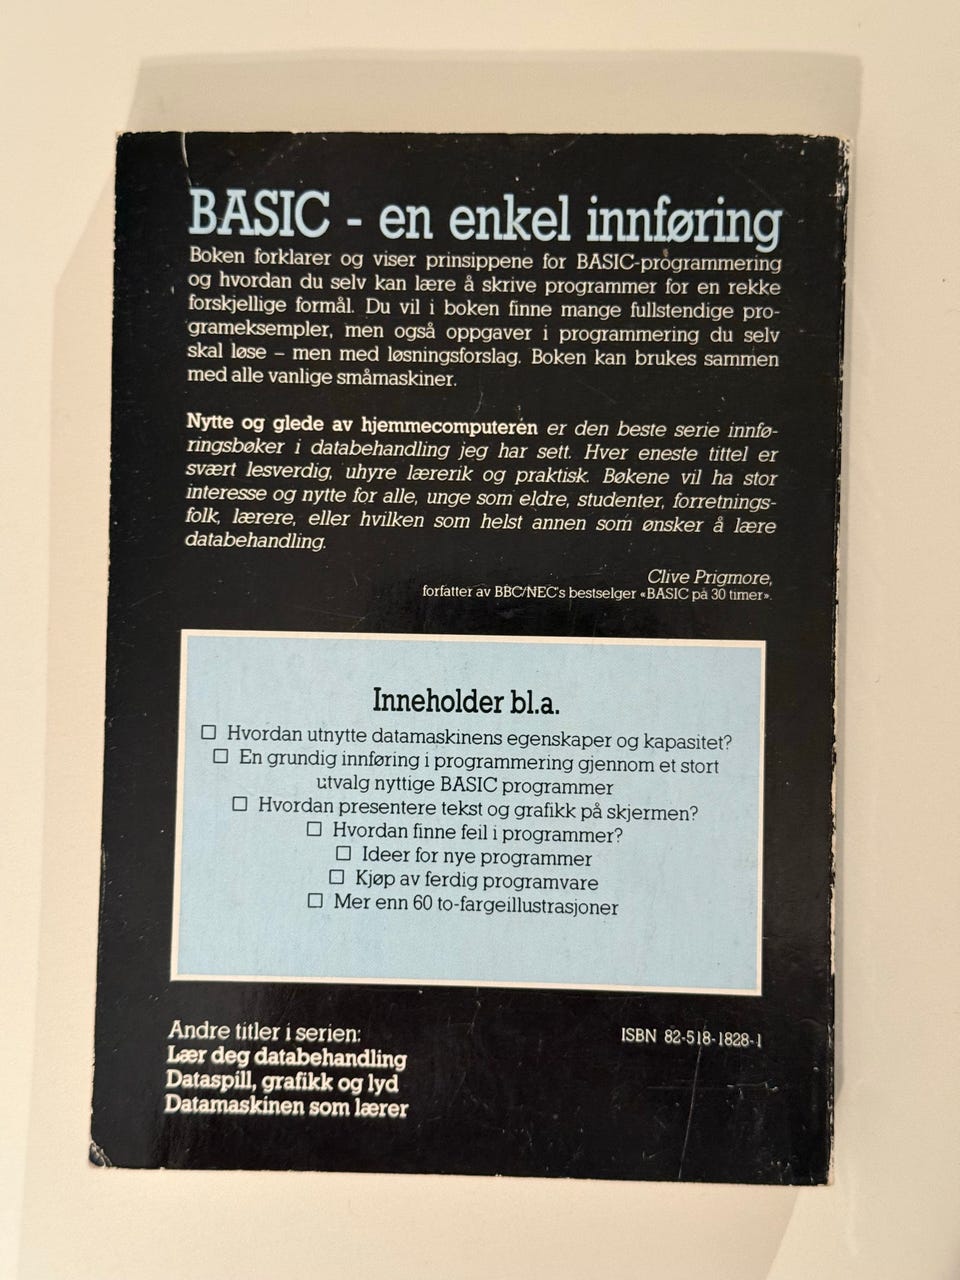 BASIC - en enkel innføring
Boken forklarer og viser prinsippene for BASIC-programmering
og hvordan du selv kan lære å skrive programmer for en rekke
forskjellige formål. Du vil i boken finne mange fullstendige pro-
grameksempler, men også oppgaver i programmering du selv
skal løse – men med løsningsforslag. Boken kan brukes sammen
med alle vanlige småmaskiner.
Nytte og glede av hjemmecomputeren er den beste serie innfø-
ringsbøker i databehandling jeg har sett. Hver eneste tittel er
svært lesverdig, uhyre lærerik og praktisk. Bøkene vil ha stor
interesse og nytte for alle, unge som eldre, studenter, forretnings-
folk, lærere, eller hvilken som helst annen som ønsker å lære
databehandling.
Clive Prigmore,
forfatter av BBC/NEC's bestselger «BASIC på 30 timer».
Inneholder bl.a.
☐ Hvordan utnytte datamaskinens egenskaper og kapasitet?
☐ En grundig innføring i programmering gjennom et stort
utvalg nyttige BASIC programmer
☐ Hvordan presentere tekst og grafikk på skjermen?
☐ Hvordan finne feil i programmer?
☐ Ideer for nye programmer
☐ Kjøp av ferdig programvare
☐ Mer enn 60 to-fargeillustrasjoner
Andre titler i serien:
Lær deg databehandling
Dataspill, grafikk og lyd
Datamaskinen som lærer
ISBN 82-518-1828-1